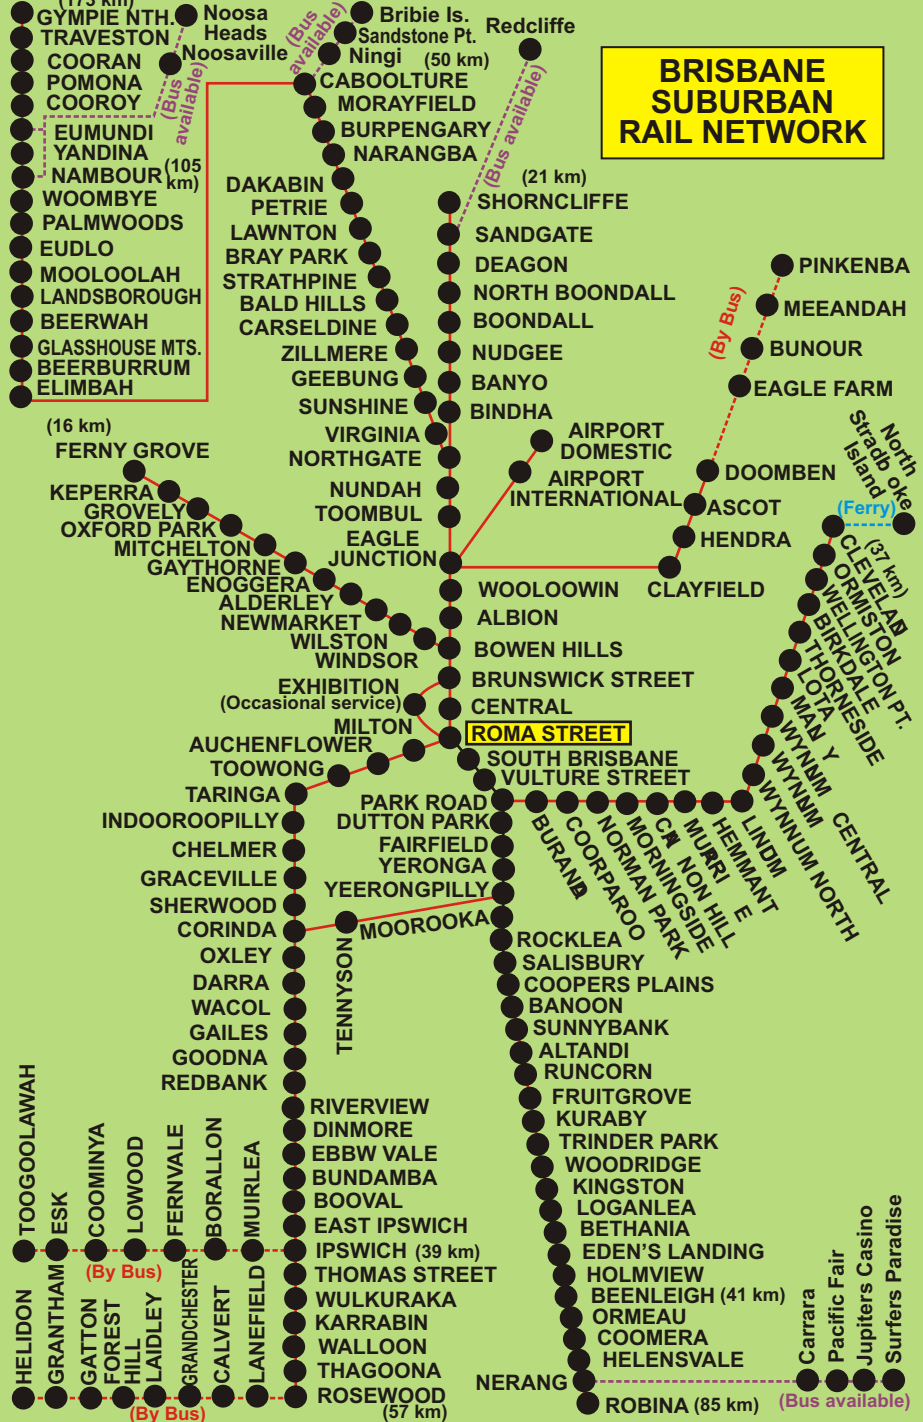 (173 km)
GYMPIE NTH.
TRAVESTON
COORAN
POMONA
COOROY
EUMUNDI
YANDINA
NAMBOUR (105
km)
WOOMBYE
PALMWOODS
EUDLO
MOOLOOLAH
LANDSBOROUGH
BEERWAH
GLASSHOUSE MTS.
BEERBURRUM
ELIMBAH
Noosa
Heads
Noosaville
(Bus
available)
Bribie Is.
Sandstone Pt.
Ningi
(Bus
available)
(50 km)
CABOOLTURE
MORAYFIELD
BURPENGARY
NARANGBA
DAKABIN
PETRIE
LAWNTON
BRAY PARK
STRATHPINE
BALD HILLS
CARSELDINE
ZILLMERE
GEEBUNG
SUNSHINE
VIRGINIA
NORTHGATE
NUNDAH
TOOMBUL
EAGLE
JUNCTION
Redcliffe
(Bus available)
BRISBANE
SUBURBAN
RAIL NETWORK
(21 km)
SHORNCLIFFE
SANDGATE
DEAGON
NORTH BOONDALL
BOONDALL
NUDGEE
BANYO
BINDHA
AIRPORT
DOMESTIC
AIRPORT
INTERNATIONAL
PINKENBA
MEEANDAH
BUNOUR
EAGLE FARM
(By Bus)
DOOMBEN
ASCOT
HENDRA
CLAYFIELD
WOOLOOWIN
ALBION
BOWEN HILLS
BRUNSWICK STREET
CENTRAL
ROMA STREET
(16 km)
FERNY GROVE
KEPERRA
GROVELY
OXFORD PARK
MITCHELTON
GAYTHORNE
ENOGGERA
ALDERLEY
NEWMARKET
WILSTON
WINDSOR
EXHIBITION
(Occasional service)
MILTON
AUCHENFLOWER
TOOWONG
TARINGA
INDOOROOPILLY
CHELMER
GRACEVILLE
SHERWOOD
CORINDA
OXLEY
DARRA
WACOL
GAILES
GOODNA
REDBANK
RIVERVIEW
DINMORE
EBBW VALE
BUNDAMBA
BOOVAL
EAST IPSWICH
IPSWICH (39 km)
THOMAS STREET
WULKURAKA
KARRABIN
WALLOON
THAGOONA
ROSEWOOD
(57 km)
SOUTH BRISBANE
VULTURE STREET
PARK ROAD
DUTTON PARK
FAIRFIELD
YERONGA
YEERONGPILLY
MOOROOKA
TENNYSON
ROCKLEA
SALISBURY
COOPERS PLAINS
BANOON
SUNNYBANK
ALTANDI
RUNCORN
FRUITGROVE
KURABY
TRINDER PARK
WOODRIDGE
KINGSTON
LOGANLEA
BETHANIA
EDEN'S LANDING
HOLMVIEW
BEENLEIGH (41 km)
ORMEAU
COOMERA
HELENSVALE
NERANG
ROBINA (85 km)
Carrara
Pacific Fair
Jupiters Casino
Surfers Paradise
(Bus available)
North
Stradb oke
Island
(Ferry)
(37 km)
CLEVELAND
ORMISTON
WELLINGTON PT.
BIRKDALE
THORNESIDE
LOTA
MAN Y
WYNNUM CENTRAL
WYNNUM
WYNNUM NORTH
LINDUM
HEMMANT
MURARRI E
CAN NON HILL
MORNINGSIDE
NORMAN PARK
COORPAROO
BURANDA
TOOGOOLAWAH
ESK
COOMINYA
LOWOOD
FERNVALE
BORALLON
MUIRLEA
(By Bus)
HELIDON
GRANTHAM
GATTON
FOREST
HILL
LAIDLEY
GRANDCHESTER
CALVERT
LANEFIELD
(By Bus)